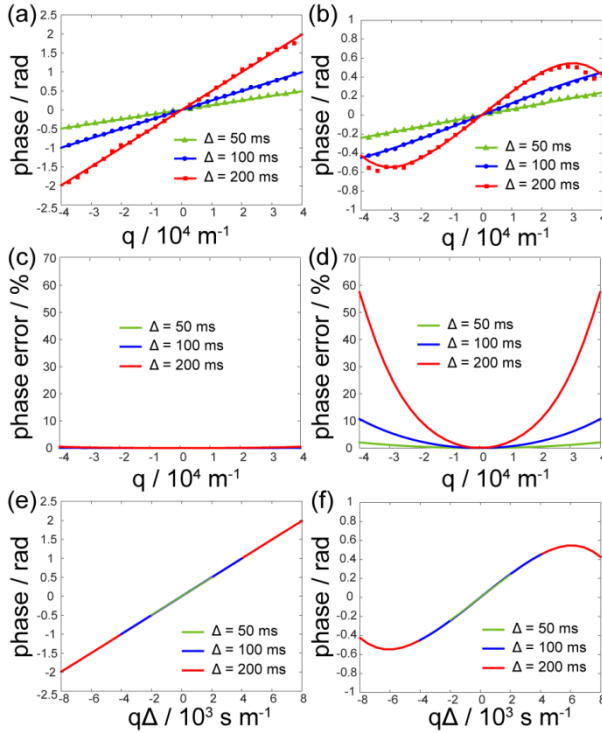 (a)
phase / rad
2.5
2
1.5
1
0.5
0
-0.5
-1
-1.5
-2
-2.5
Δ = 50 ms
Δ = 100 ms
Δ = 200 ms
-4 -3 -2 -1 0 1 2 3 4
q / 10⁴ m⁻¹
(b)
phase / rad
1
0.8
0.6
0.4
0.2
0
-0.2
-0.4
-0.6
-0.8
-1
Δ = 50 ms
Δ = 100 ms
Δ = 200 ms
-4 -3 -2 -1 0 1 2 3 4
q / 10⁴ m⁻¹
(c)
phase error / %
70
60
50
40
30
20
10
0
Δ = 50 ms
Δ = 100 ms
Δ = 200 ms
-4 -3 -2 -1 0 1 2 3 4
q / 10⁴ m⁻¹
(d)
phase error / %
70
60
50
40
30
20
10
0
Δ = 50 ms
Δ = 100 ms
Δ = 200 ms
-4 -3 -2 -1 0 1 2 3 4
q / 10⁴ m⁻¹
(e)
phase / rad
2.5
2
1.5
1
0.5
0
-0.5
-1
-1.5
-2
-2.5
Δ = 50 ms
Δ = 100 ms
Δ = 200 ms
-8 -6 -4 -2 0 2 4 6 8
qΔ / 10³ s m⁻¹
(f)
phase / rad
1
0.8
0.6
0.4
0.2
0
-0.2
-0.4
-0.6
-0.8
-1
Δ = 50 ms
Δ = 100 ms
Δ = 200 ms
-8 -6 -4 -2 0 2 4 6 8
qΔ / 10³ s m⁻¹